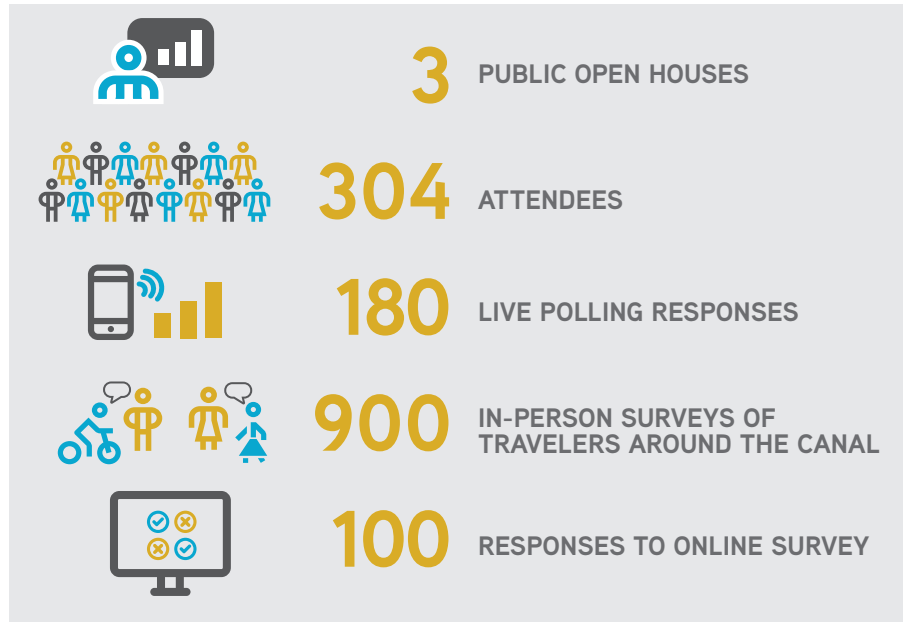 3 PUBLIC OPEN HOUSES
304 ATTENDEES
180 LIVE POLLING RESPONSES
900 IN-PERSON SURVEYS OF
TRAVELERS AROUND THE CANAL
100 RESPONSES TO ONLINE SURVEY